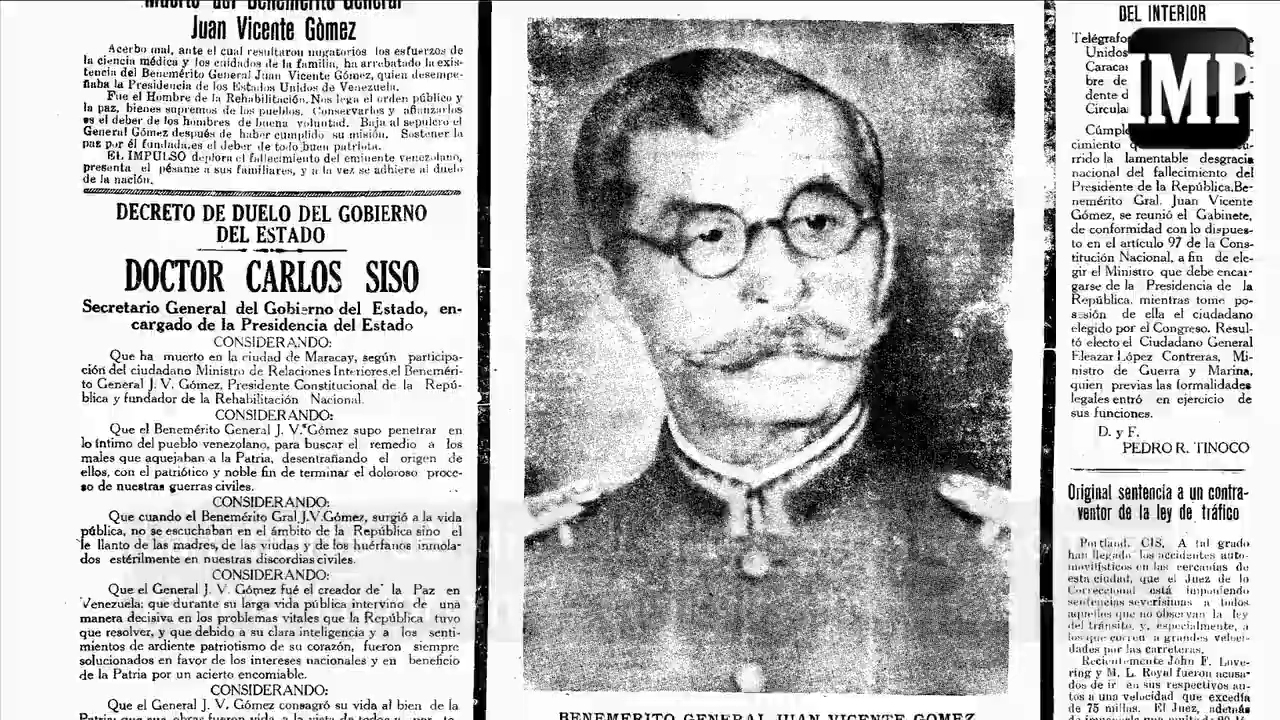 Muerto del Benemérito General
Juan Vicente Gòmez
Acerbo mal, ante el cual resultaron nugatorios los esfuerzos de
la ciencia médica y los cuidados de la familia, ha arrebatado la exis-
tencia del Benemérito General Juan Vicente Gómez, quien desempe-
ñaba la Presidencia de los Estados Unidos de Venezuela.
Fue el Hombre de la Rehabilitación. Nos lega el orden público y
la paz, bienes supremos de los pueblos. Conservarlos y afianzarlos
es el deber de los hombres de buena voluntad. Baja al sepulcro el
General Gómez después de haber cumplido su misión. Sostener la
paz por él fundada, es el deber de todo buen patriota.
EL IMPULSO deplora el fallecimiento del eminente venezolano,
presenta el pésame a sus familiares, y a la vez se adhiere al duelo
de la nación.
DECRETO DE DUELO DEL GOBIERNO
DEL ESTADO
DOCTOR CARLOS SISO
Secretario General del Gobierno del Estado, en-
cargado de la Presidencia del Estado
CONSIDERANDO:
Que ha muerto en la ciudad de Maracay, según participa-
ción del ciudadano Ministro de Relaciones Interiores, el Beneméri-
to General J. V. Gómez, Presidente Constitucional de la Repú-
blica y fundador de la Rehabilitación Nacional.
CONSIDERANDO:
Que el Benemérito General J. V. Gómez supo penetrar en
lo íntimo del pueblo venezolano, para buscar el remedio a los
males que aquejaban a la Patria, desentrañando el origen de
ellos, con el patriótico y noble fin de terminar el doloroso proce-
so de nuestras guerras civiles.
CONSIDERANDO:
Que cuando el Benemérito Gral. J. V. Gómez, surgió a la vida
pública, no se escuchaban en el ámbito de la República sino el
le llanto de las madres, de las viudas y de los huérfanos inmola-
dos estérilmente en nuestras discordias civiles.
CONSIDERANDO:
Que el General J. V. Gómez fué el creador de la Paz en
Venezuela; que durante su larga vida pública intervino de una
manera decisiva en los problemas vitales que la República tuvo
que resolver, y que debido a su clara inteligencia y a los senti-
mientos de ardiente patriotismo de su corazón, fueron siempre
solucionados en favor de los intereses nacionales y en beneficio
de la Patria por un acierto encomiable.
CONSIDERANDO:
Que el General J. V. Gómez consagró su vida al bien de la
BENEMERITO GENERAL JUAN VICENTE GOMEZ
DEL INTERIOR
IMP
Telégrafos
Unidos
Caracas
bre de
dente d
Circular
Cúmple
cimiento
rrido la lamentable desgracia
nacional del fallecimiento del
Presidente de la República, Be-
nemérito Gral. Juan Vicente
Gómez, se reunió el Gabinete,
de conformidad con lo dispues-
to en el artículo 97 de la Cons-
titución Nacional, a fin de ele-
gir el Ministro que debe encar-
garse de la Presidencia de la
República, mientras tome po-
sesión de ella el ciudadano
elegido por el Congreso. Resul-
tó electo el Ciudadano General
Eleazar López Contreras, Mi-
nistro de Guerra y Marina,
quien previas las formalidades
legales entró en ejercicio de
sus funciones.
D. y F.
PEDRO R. TINOCO
Original sentencia a un contra-
ventor de la ley de tráfico
Portland, CIS. A tal grado
han llegado los accidentes auto-
movilísticos en las cercanías de
esta ciudad, que el Juez de lo
Correccional está imponiendo
sentencias severísimas a todos
aquellos que no observan la ley
del tránsito, y, especialmente, a
los que corren a grandes veloci-
dades por las carreteras.
Recientemente John F. Love-
ring y M. L. Royal fueron acusa-
dos de ir en sus respectivos au-
tos a una velocidad que excedía
de 75 millas. El Juez, además